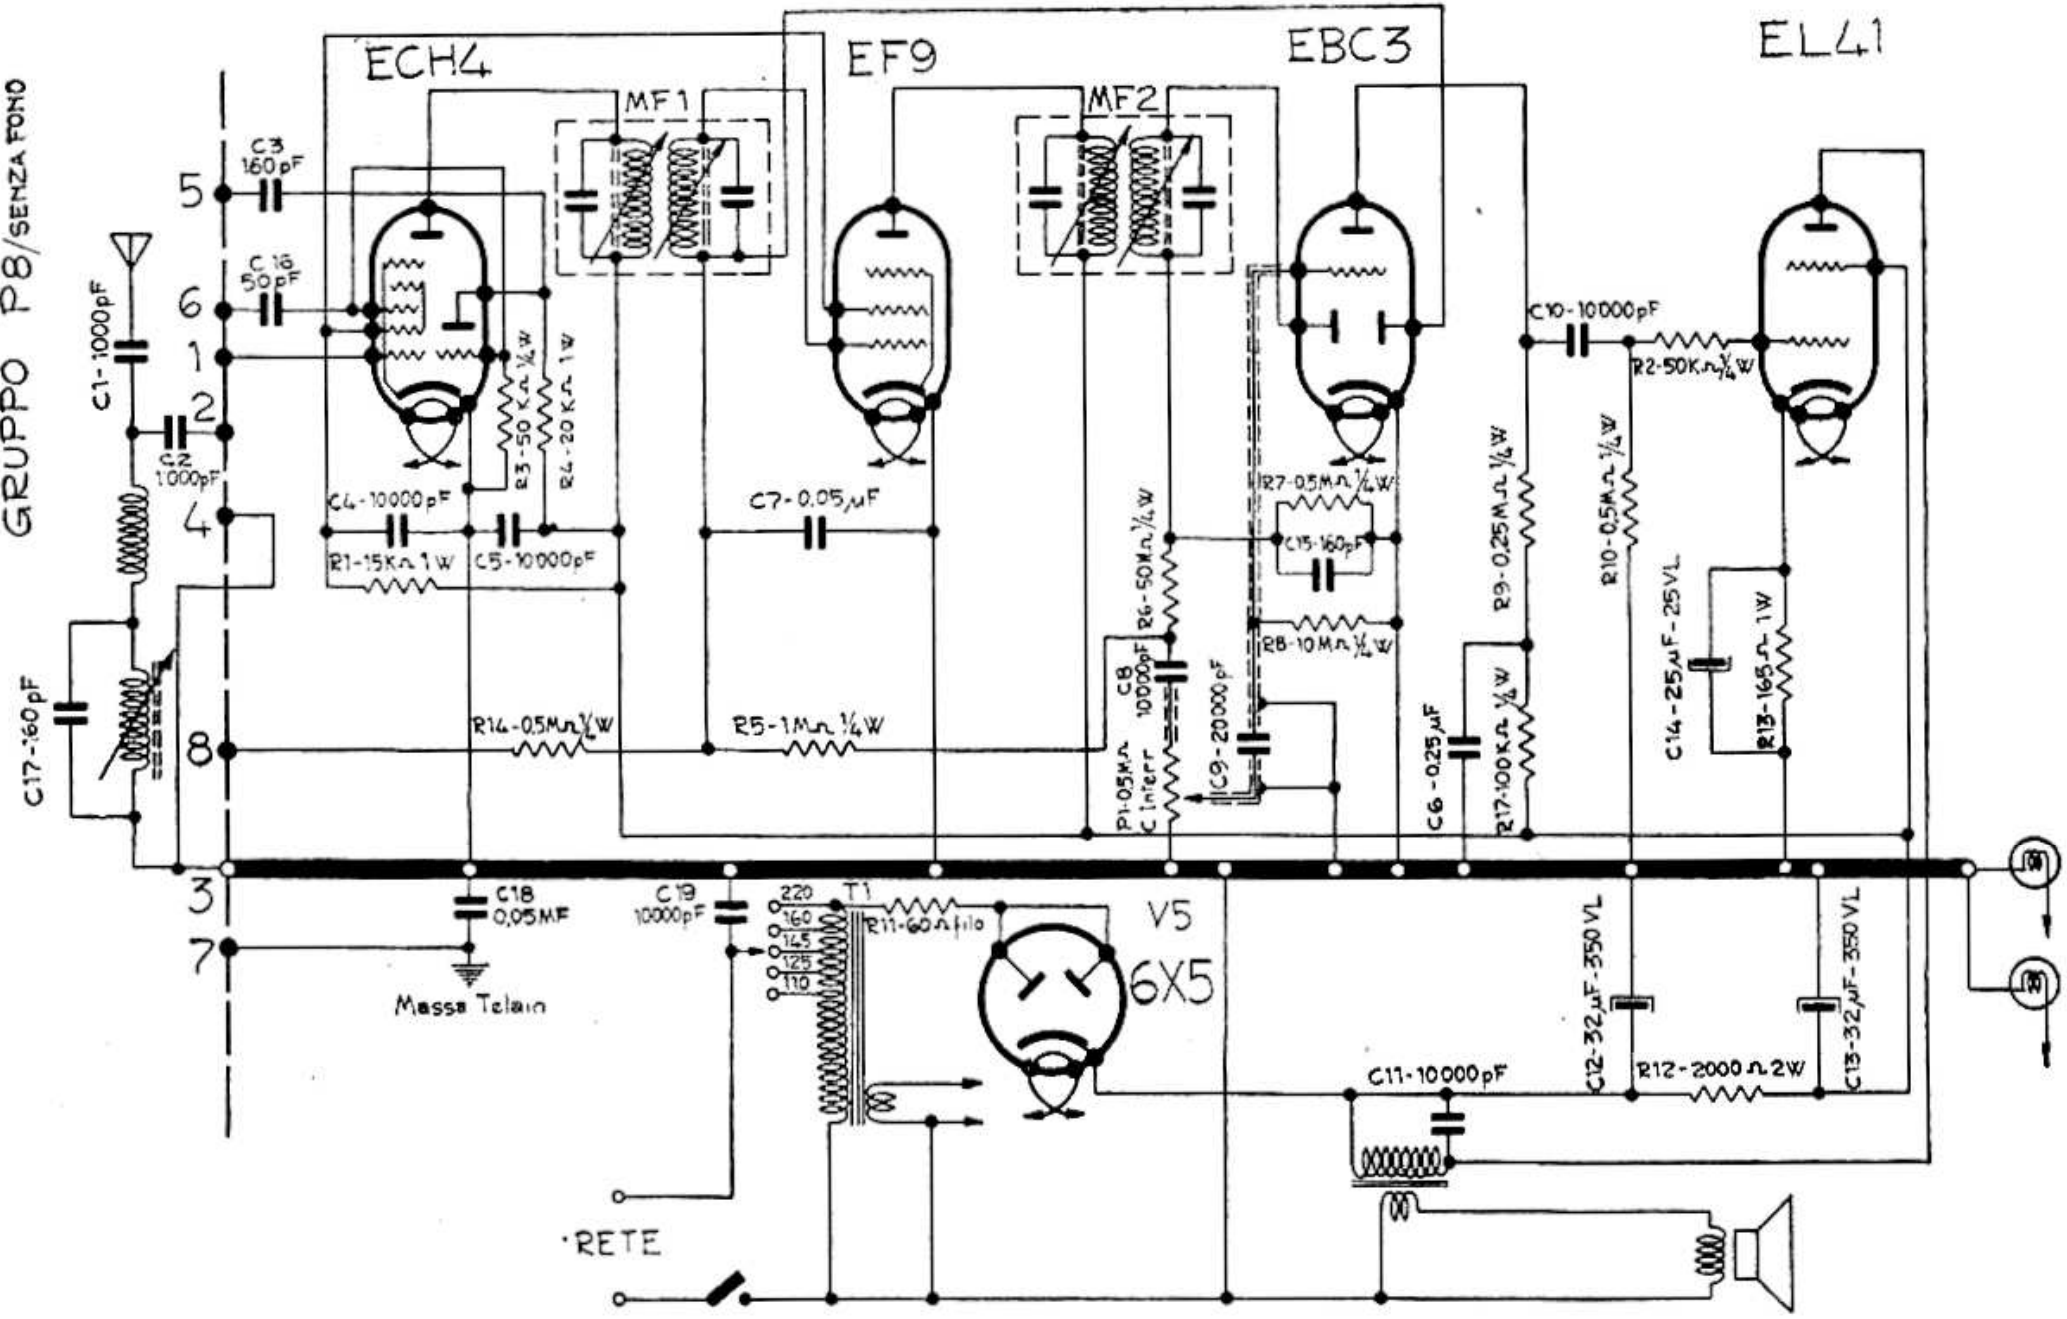 GRUPPO P8/SENZA FONO
ECH4
EF9
EBC3
EL41
MF1
MF2
C3
160pF
5
C16
50pF
6
1
2
4
8
3
7
C1-1000pF
C2
1000pF
C17-160pF
R3-50KΩ ¼W
R4-20KΩ 1W
C4-10000pF
R1-15KΩ 1W
C5-10000pF
C7-0,05µF
R14-0,5MΩ ¼W
R5-1MΩ ¼W
R6-50MΩ ¼W
C8
10000pF
P1-0,5MΩ
C Interr
C9-20000pF
R7-0,5MΩ ¼W
C15-160pF
R8-10MΩ ¼W
C10-10000pF
R2-50KΩ ¼W
R9-0,25MΩ ¼W
R10-0,5MΩ ¼W
C6-0,25µF
R17-100KΩ ¼W
C14-25µF-25VL
R13-165Ω 1W
C18
0,05MF
Massa Telain
C19
10000pF
220
160
145
125
110
T1
R11-60Ω filo
V5
6X5
C11-10000pF
C12-32µF-350VL
R12-2000Ω 2W
C13-32µF-350VL
RETE